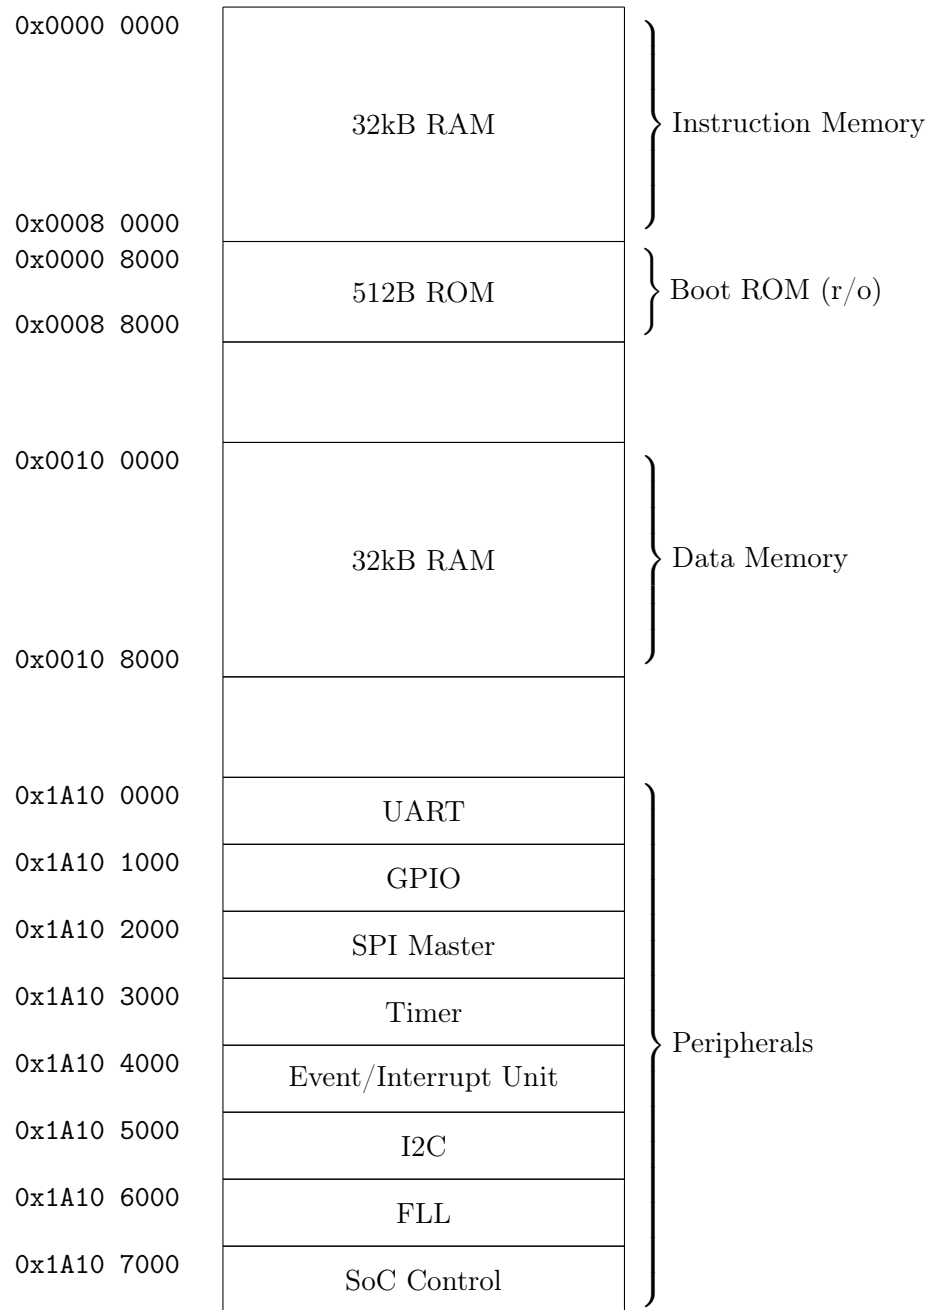 0x0000 0000
32kB RAM
Instruction Memory
0x0008 0000
0x0000 8000
512B ROM
Boot ROM (r/o)
0x0008 8000
0x0010 0000
32kB RAM
Data Memory
0x0010 8000
0x1A10 0000
UART
0x1A10 1000
GPIO
0x1A10 2000
SPI Master
0x1A10 3000
Timer
Peripherals
0x1A10 4000
Event/Interrupt Unit
0x1A10 5000
I2C
0x1A10 6000
FLL
0x1A10 7000
SoC Control